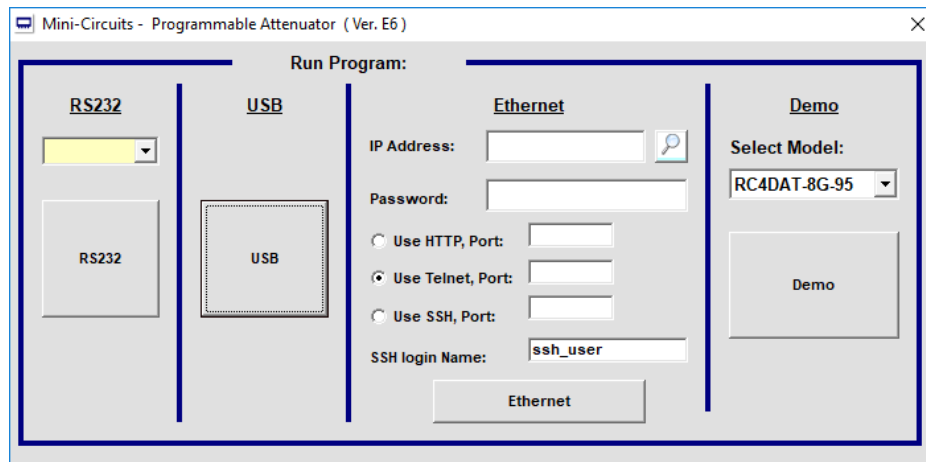 Mini-Circuits - Programmable Attenuator ( Ver. E6 )
Run Program:
RS232
RS232
USB
USB
Ethernet
IP Address:
Password:
Use HTTP, Port:
Use Telnet, Port:
Use SSH, Port:
SSH login Name: ssh_user
Ethernet
Demo
Select Model:
RC4DAT-8G-95
Demo